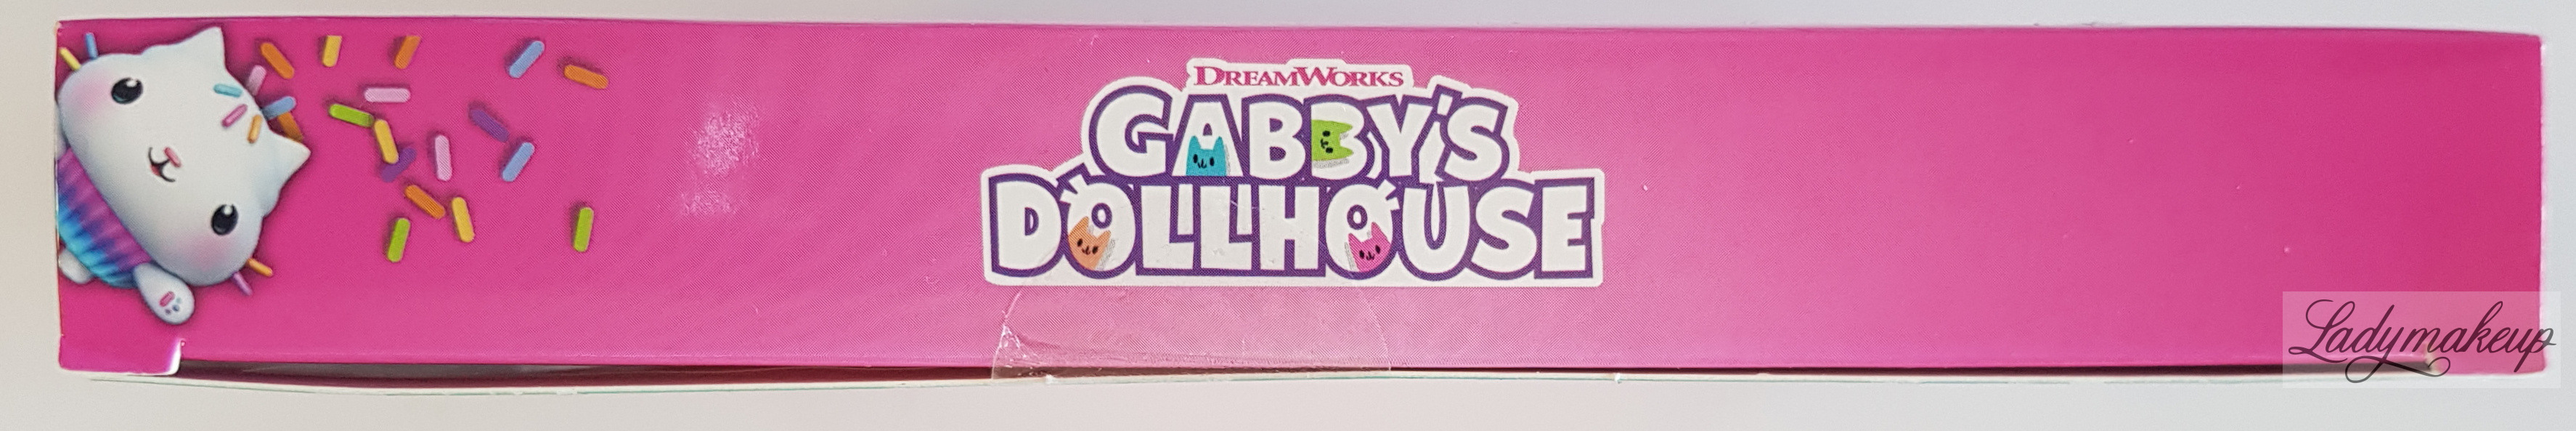 DREAMWORKS
GABBY'S
DOLLHOUSE
Ladymakeup